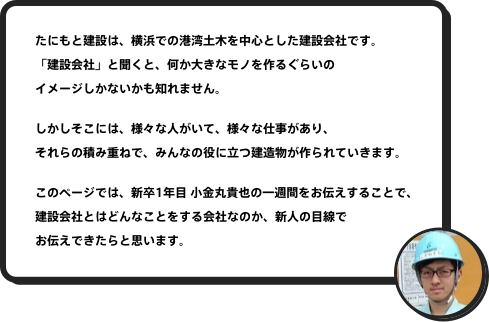 たにもと建設は、横浜での港湾土木を中心とした建設会社です。
「建設会社」と聞くと、何か大きなモノを作るぐらいの
イメージしかないかも知れません。
しかしそこには、様々な人がいて、様々な仕事があり、
それらの積み重ねで、みんなの役に立つ建造物が作られていきます。
このページでは、新卒1年目 小金丸貴也の一週間をお伝えすることで、
建設会社とはどんなことをする会社なのか、新人の目線で
お伝えできたらと思います。